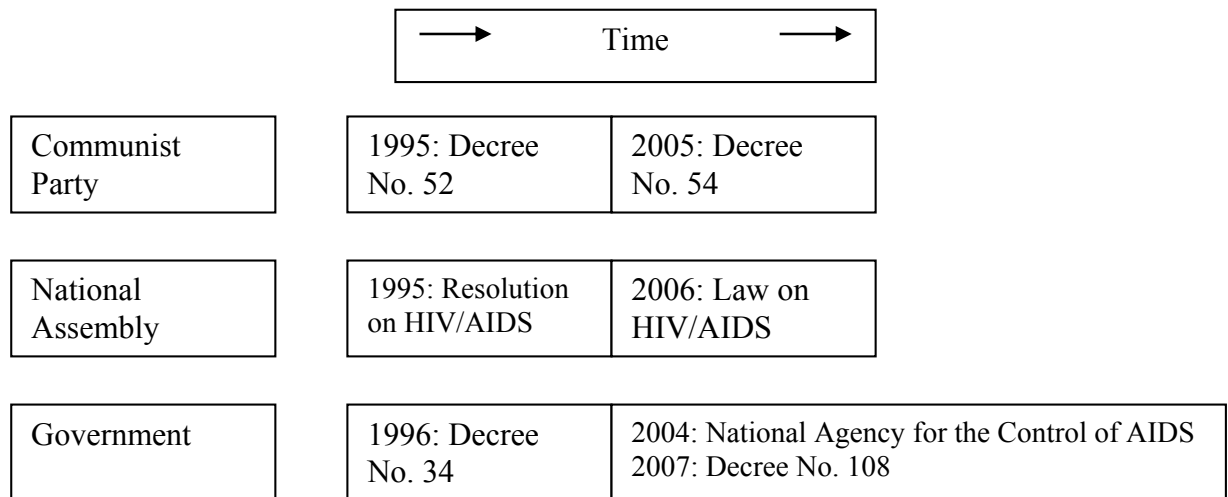 Time
Communist
Party
1995: Decree
No. 52
2005: Decree
No. 54
National
Assembly
1995: Resolution
on HIV/AIDS
2006: Law on
HIV/AIDS
Government
1996: Decree
No. 34
2004: National Agency for the Control of AIDS
2007: Decree No. 108